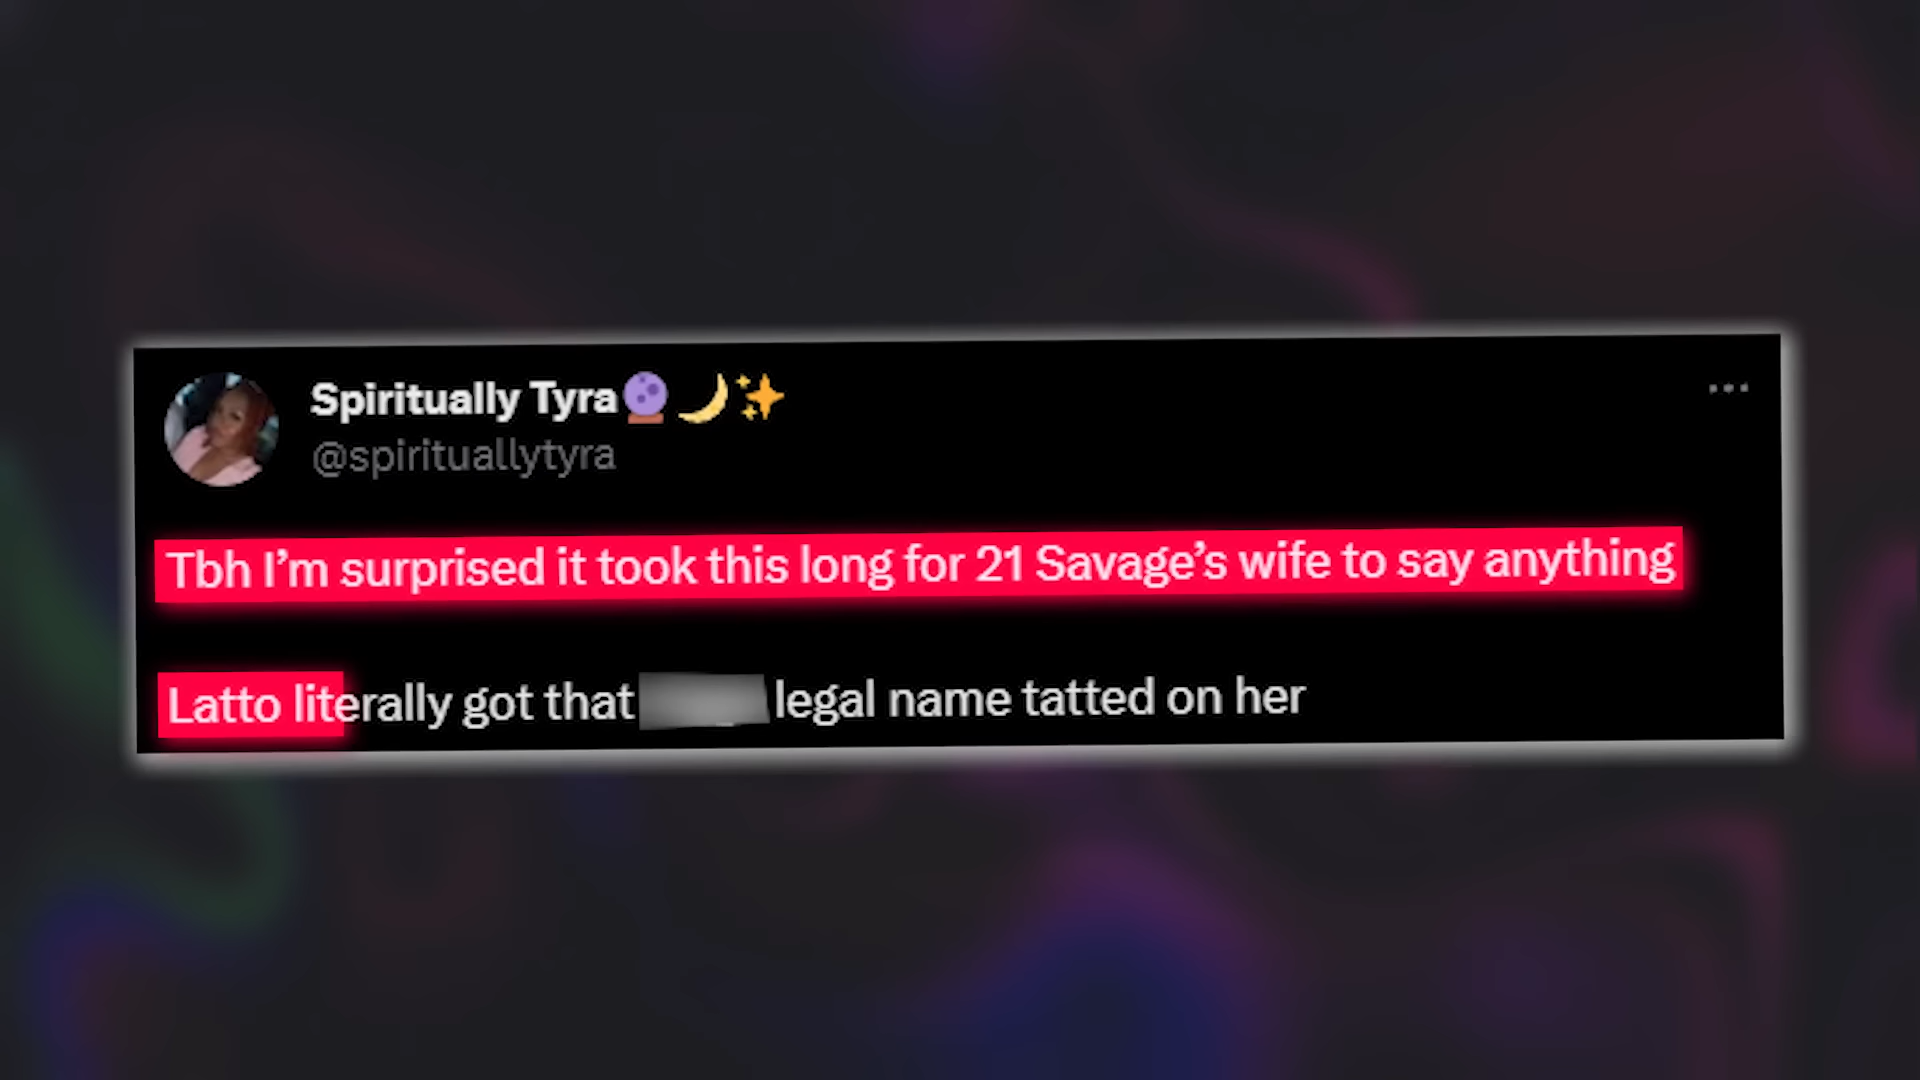 Spiritually Tyra🔮🌙✨
@spirituallytyra
Tbh I’m surprised it took this long for 21 Savage’s wife to say anything
Latto literally got that legal name tatted on her